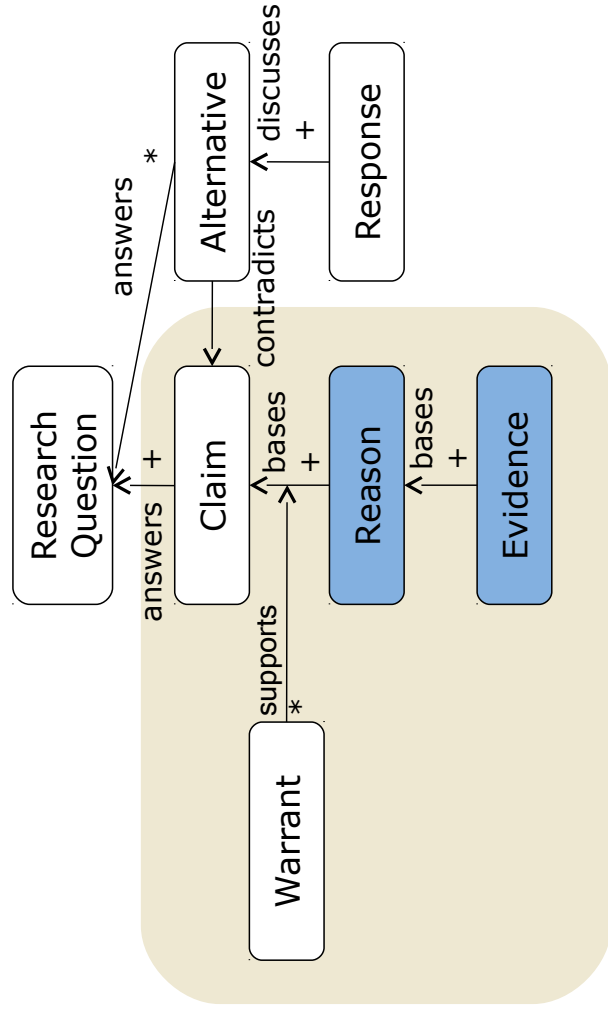 Research
Question
answers
*
answers
+
Claim
Alternative
contradicts
discusses
+
bases
+
supports
*
Warrant
Reason
Response
bases
+
Evidence